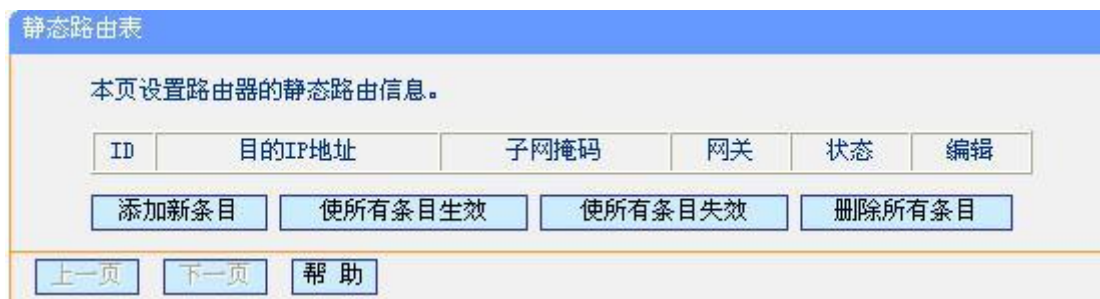 静态路由表
本页设置路由器的静态路由信息。
ID 目的IP地址 子网掩码 网关 状态 编辑
添加新条目 使所有条目生效 使所有条目失效 删除所有条目
上一页 下一页 帮 助